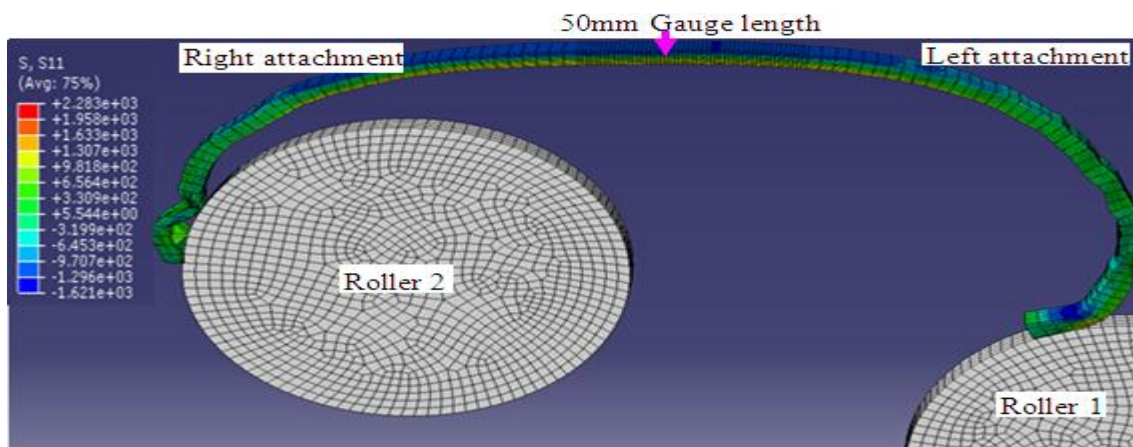 50mm Gauge length
Right attachment
Left attachment
S, S11
(Avg: 75%)
+2.283e+03
+1.958e+03
+1.633e+03
+1.307e+03
+9.818e+02
+6.564e+02
+3.309e+02
+5.544e+00
-3.199e+02
-6.453e+02
-9.707e+02
-1.296e+03
-1.621e+03
Roller 2
Roller 1